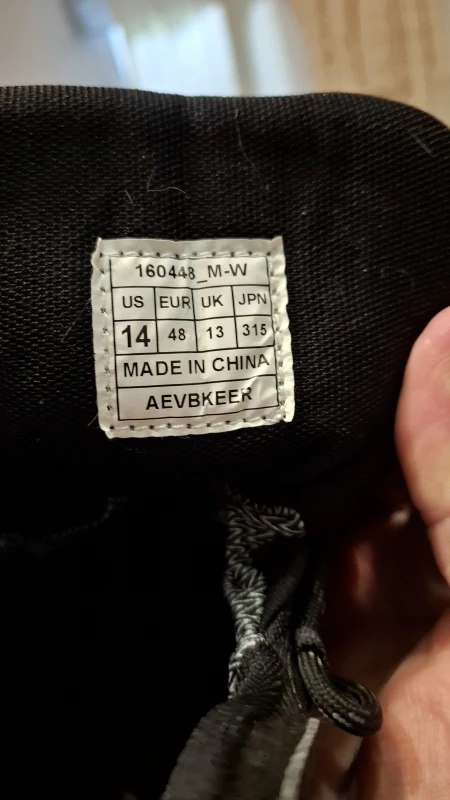 160448_M-W
US EUR UK JPN
14 48 13 315
MADE IN CHINA
AEVBKEER